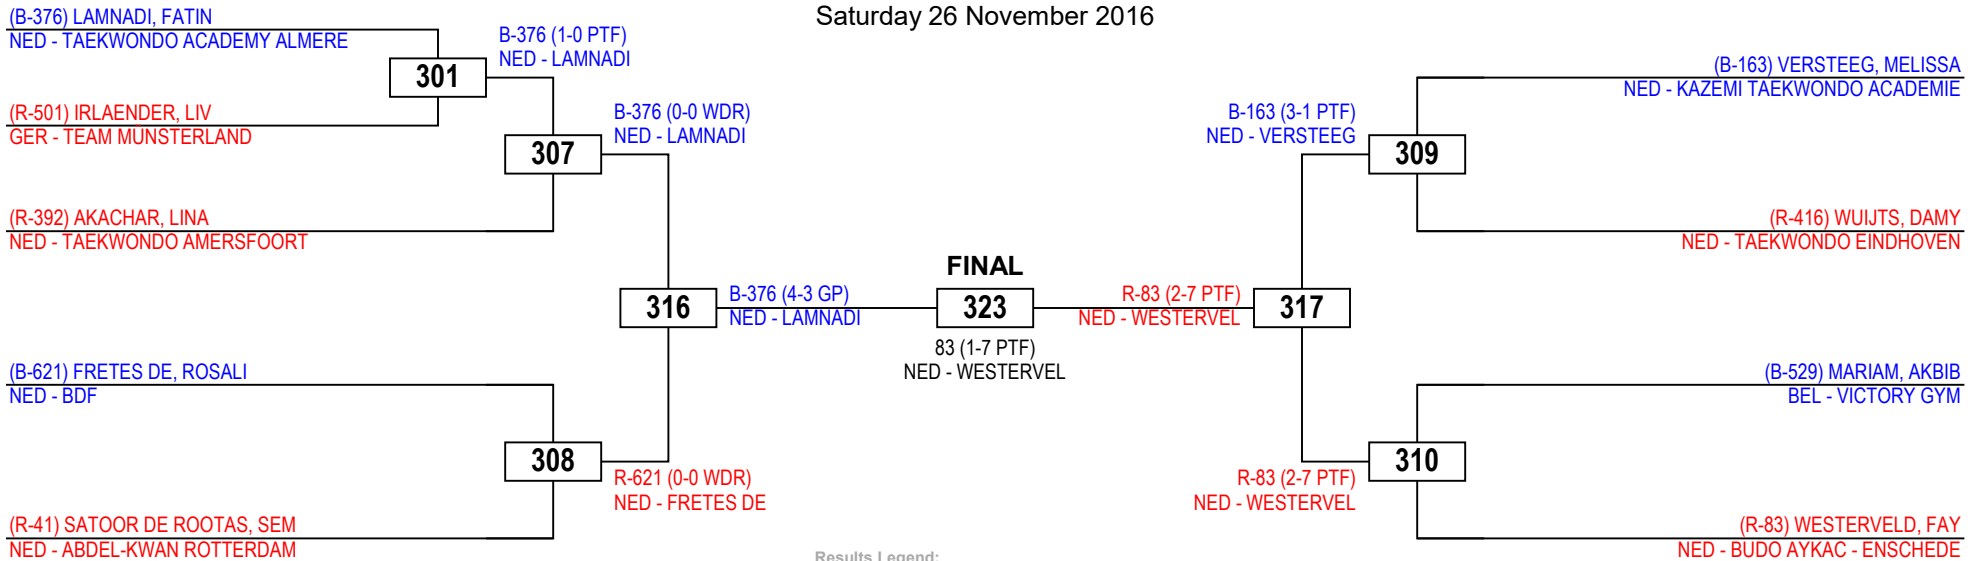 Saturday 26 November 2016
(B-376) LAMNADI, FATIN
NED - TAEKWONDO ACADEMY ALMERE
B-376 (1-0 PTF)
NED - LAMNADI
301
(R-501) IRLAENDER, LIV
GER - TEAM MUNSTERLAND
B-376 (0-0 WDR)
NED - LAMNADI
307
(R-392) AKACHAR, LINA
NED - TAEKWONDO AMERSFOORT
316
B-376 (4-3 GP)
NED - LAMNADI
(B-621) FRETES DE, ROSALI
NED - BDF
308
R-621 (0-0 WDR)
NED - FRETES DE
(R-41) SATOOR DE ROOTAS, SEM
NED - ABDEL-KWAN ROTTERDAM
FINAL
323
83 (1-7 PTF)
NED - WESTERVEL
(B-163) VERSTEEG, MELISSA
NED - KAZEMI TAEKWONDO ACADEMIE
B-163 (3-1 PTF)
NED - VERSTEEG
309
(R-416) WUIJTS, DAMY
NED - TAEKWONDO EINDHOVEN
R-83 (2-7 PTF)
NED - WESTERVEL
317
(B-529) MARIAM, AKBIB
BEL - VICTORY GYM
310
R-83 (2-7 PTF)
NED - WESTERVEL
(R-83) WESTERVELD, FAY
NED - BUDO AYKAC - ENSCHEDE
Results Legend: